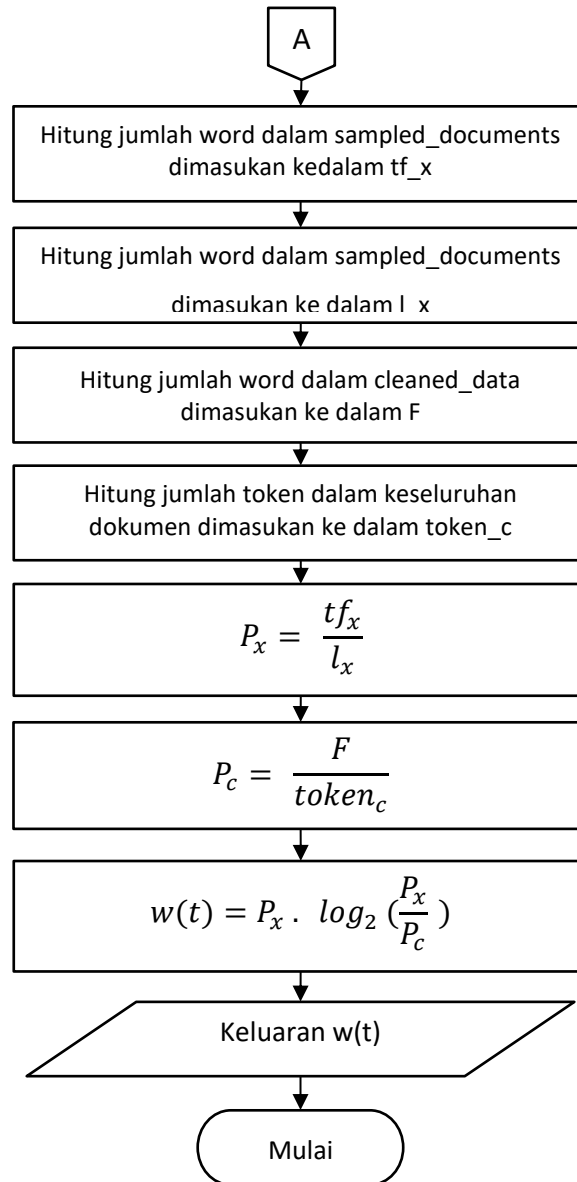 A
Hitung jumlah word dalam sampled_documents
dimasukan kedalam tf_x
Hitung jumlah word dalam sampled_documents
dimasukan ke dalam l_x
Hitung jumlah word dalam cleaned_data
dimasukan ke dalam F
Hitung jumlah token dalam keseluruhan
dokumen dimasukan ke dalam token_c
P_x = tf_x / l_x
P_c = F / token_c
w(t) = P_x . log_2 (P_x / P_c)
Keluaran w(t)
Mulai